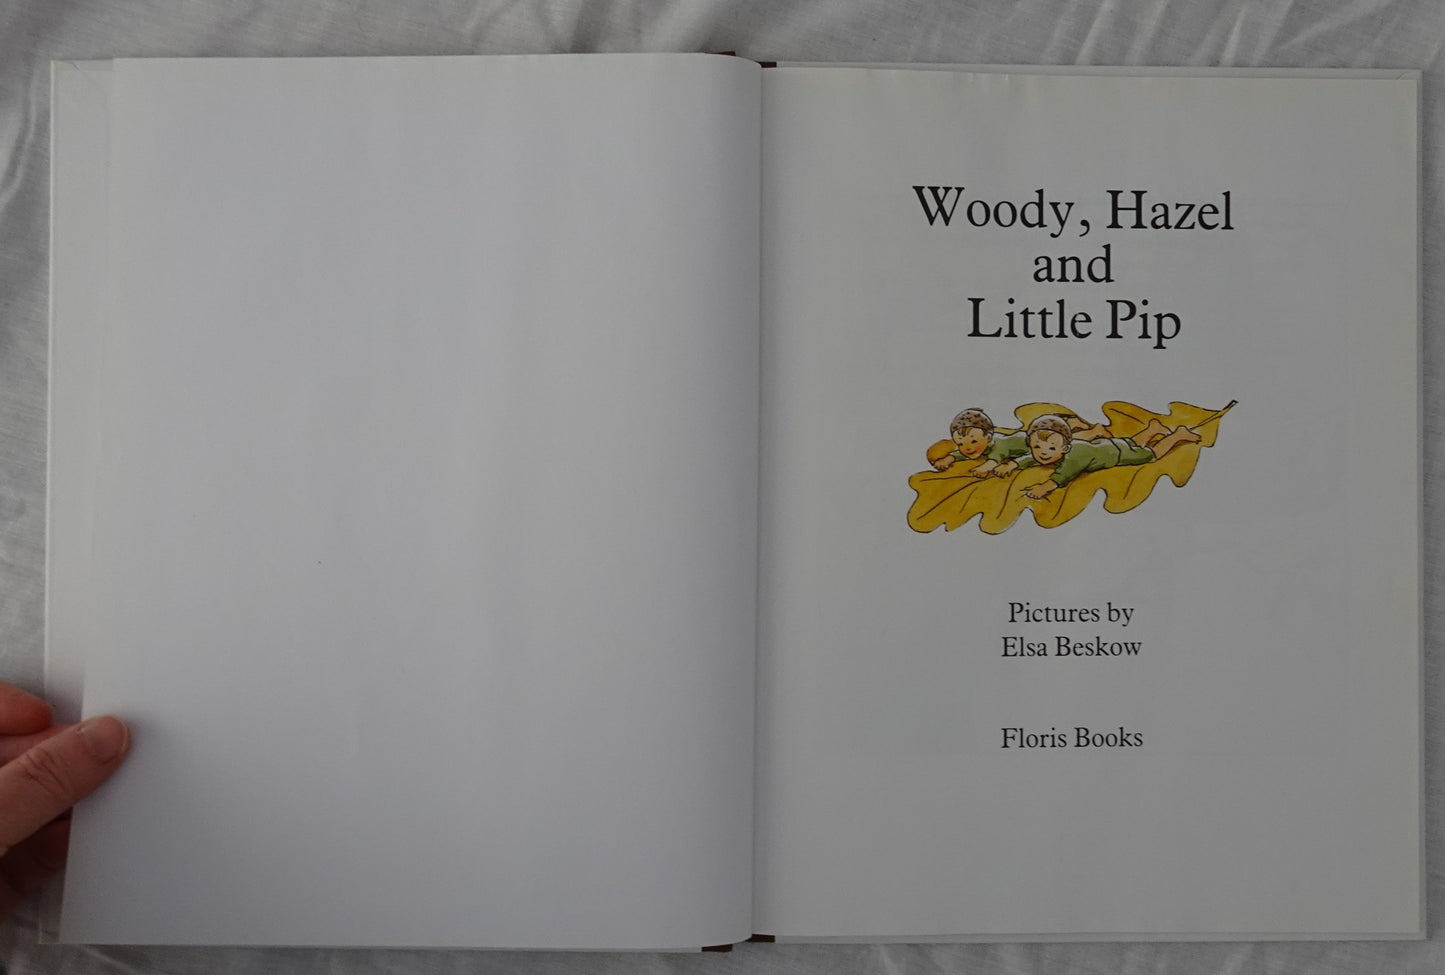 Woody, Hazel
and
Little Pip
Pictures by
Elsa Beskow
Floris Books